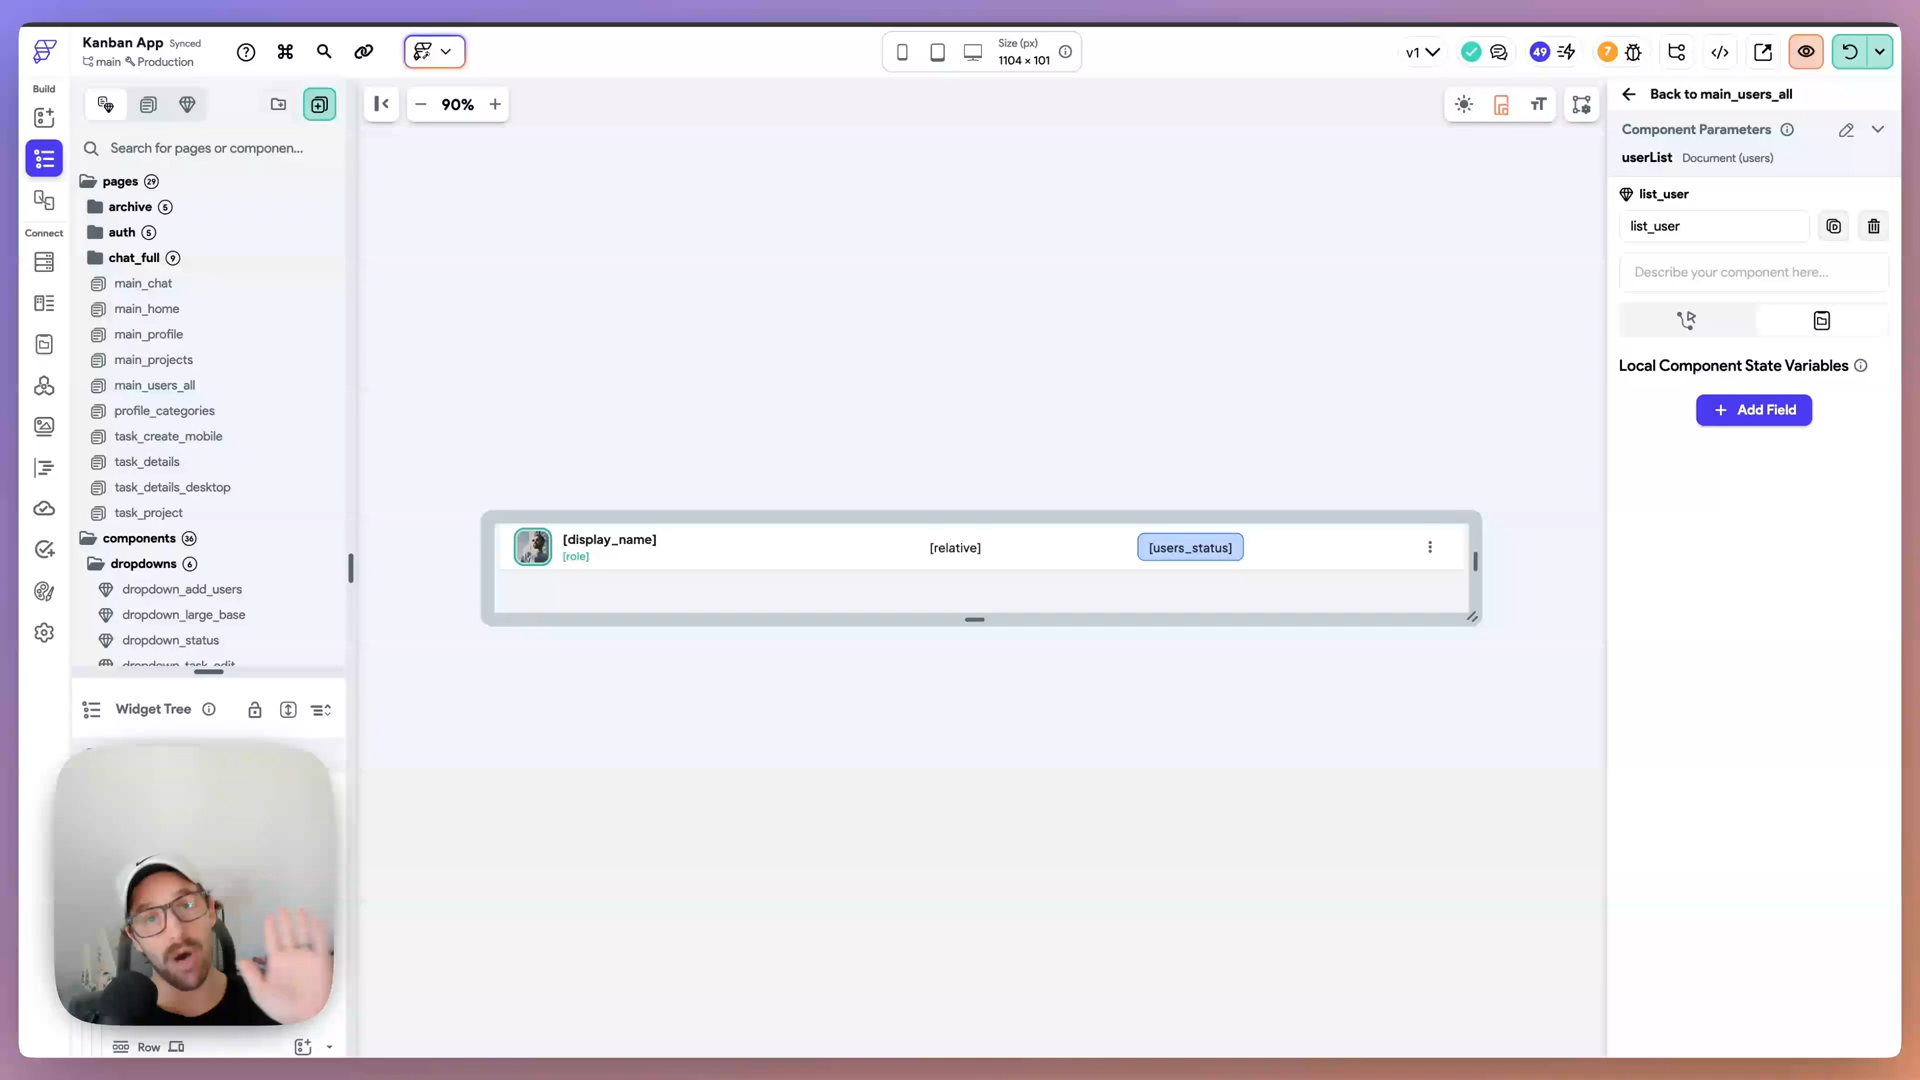 Kanban App Synced
main Production
90%
Size (px)
1104 × 101
v1
49
7
Build
Connect
Search for pages or componen...
pages 29
archive 5
auth 5
chat_full 9
main_chat
main_home
main_profile
main_projects
main_users_all
profile_categories
task_create_mobile
task_details
task_details_desktop
task_project
components 36
dropdowns 6
dropdown_add_users
dropdown_large_base
dropdown_status
dropdown_task_edit
Widget Tree
Row
[display_name]
[role]
[relative]
[users_status]
Back to main_users_all
Component Parameters
userList Document (users)
list_user
list_user
Describe your component here...
Local Component State Variables
+ Add Field